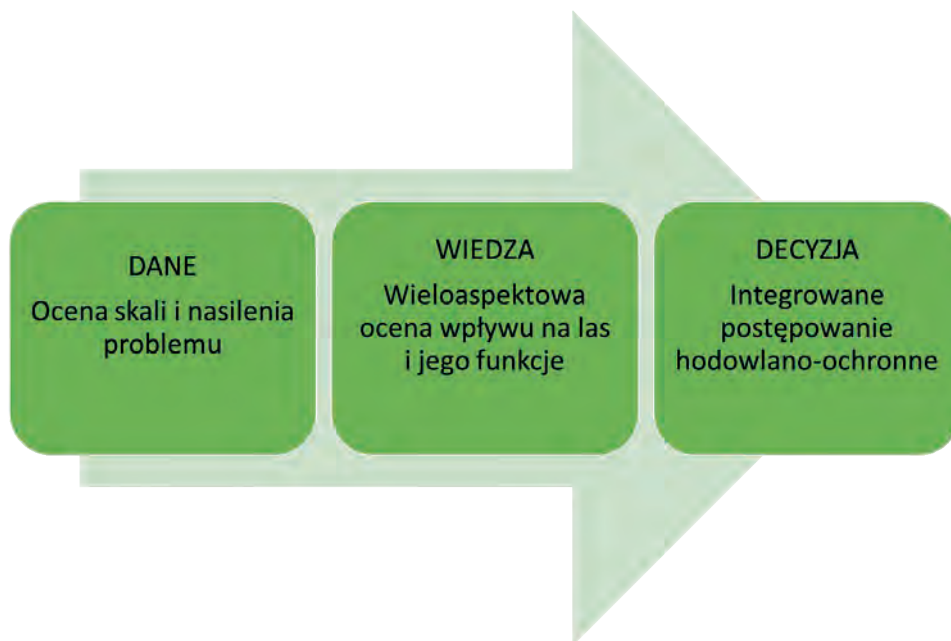 DANE
Ocena skali i nasilenia
problemu
WIEDZA
Wieloaspektowa
ocena wpływu na las
i jego funkcje
DECYZJA
Integrowane
postępowanie
hodowlano-ochronne